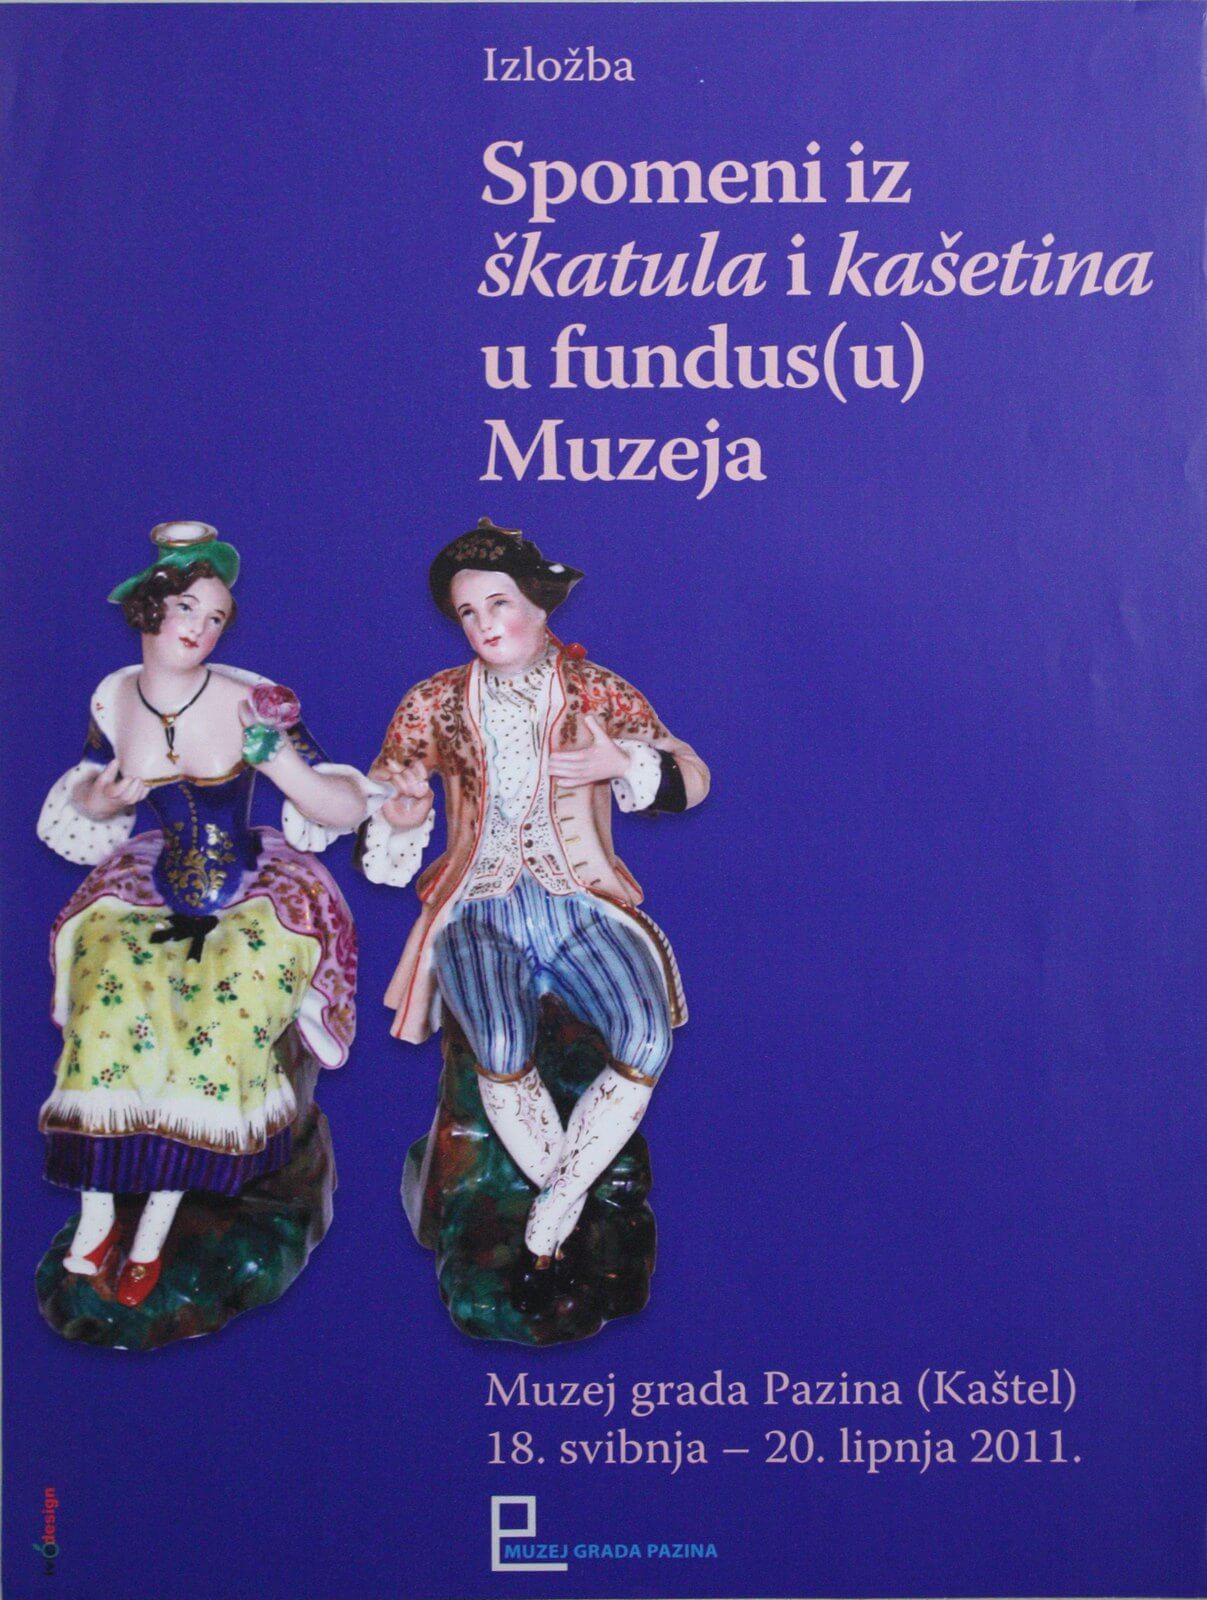 Izložba
Spomeni iz
škatula i kašetina
u fundus(u)
Muzeja
Muzej grada Pazina (Kaštel)
18. svibnja – 20. lipnja 2011.
MUZEJ GRADA PAZINA
ivódesign